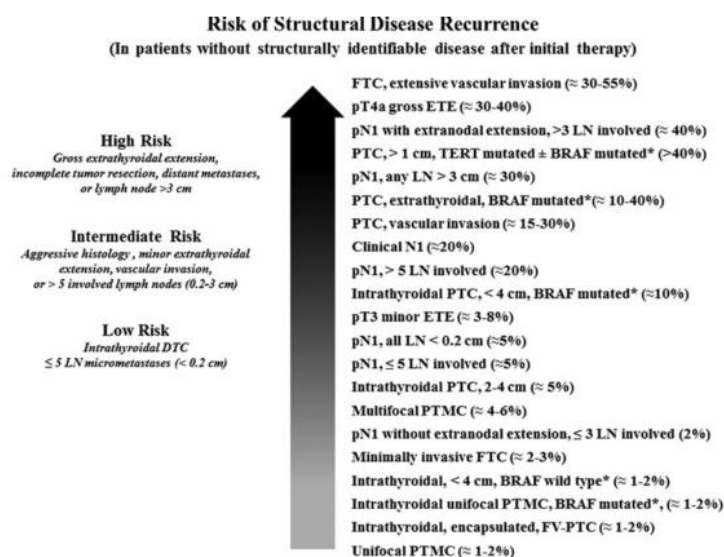 Risk of Structural Disease Recurrence
(In patients without structurally identifiable disease after initial therapy)
High Risk
Gross extrathyroidal extension,
incomplete tumor resection, distant metastases,
or lymph node >3 cm
Intermediate Risk
Aggressive histology , minor extrathyroidal
extension, vascular invasion,
or > 5 involved lymph nodes (0.2-3 cm)
Low Risk
Intrathyroidal DTC
≤ 5 LN micrometastases (< 0.2 cm)
FTC, extensive vascular invasion (≈ 30-55%)
pT4a gross ETE (≈ 30-40%)
pN1 with extranodal extension, >3 LN involved (≈ 40%)
PTC, > 1 cm, TERT mutated ± BRAF mutated* (>40%)
pN1, any LN > 3 cm (≈ 30%)
PTC, extrathyroidal, BRAF mutated*(≈ 10-40%)
PTC, vascular invasion (≈ 15-30%)
Clinical N1 (≈20%)
pN1, > 5 LN involved (≈20%)
Intrathyroidal PTC, < 4 cm, BRAF mutated* (≈10%)
pT3 minor ETE (≈ 3-8%)
pN1, all LN < 0.2 cm (≈5%)
pN1, ≤ 5 LN involved (≈5%)
Intrathyroidal PTC, 2-4 cm (≈ 5%)
Multifocal PTMC (≈ 4-6%)
pN1 without extranodal extension, ≤ 3 LN involved (2%)
Minimally invasive FTC (≈ 2-3%)
Intrathyroidal, < 4 cm, BRAF wild type* (≈ 1-2%)
Intrathyroidal unifocal PTMC, BRAF mutated*, (≈ 1-2%)
Intrathyroidal, encapsulated, FV-PTC (≈ 1-2%)
Unifocal PTMC (≈ 1-2%)